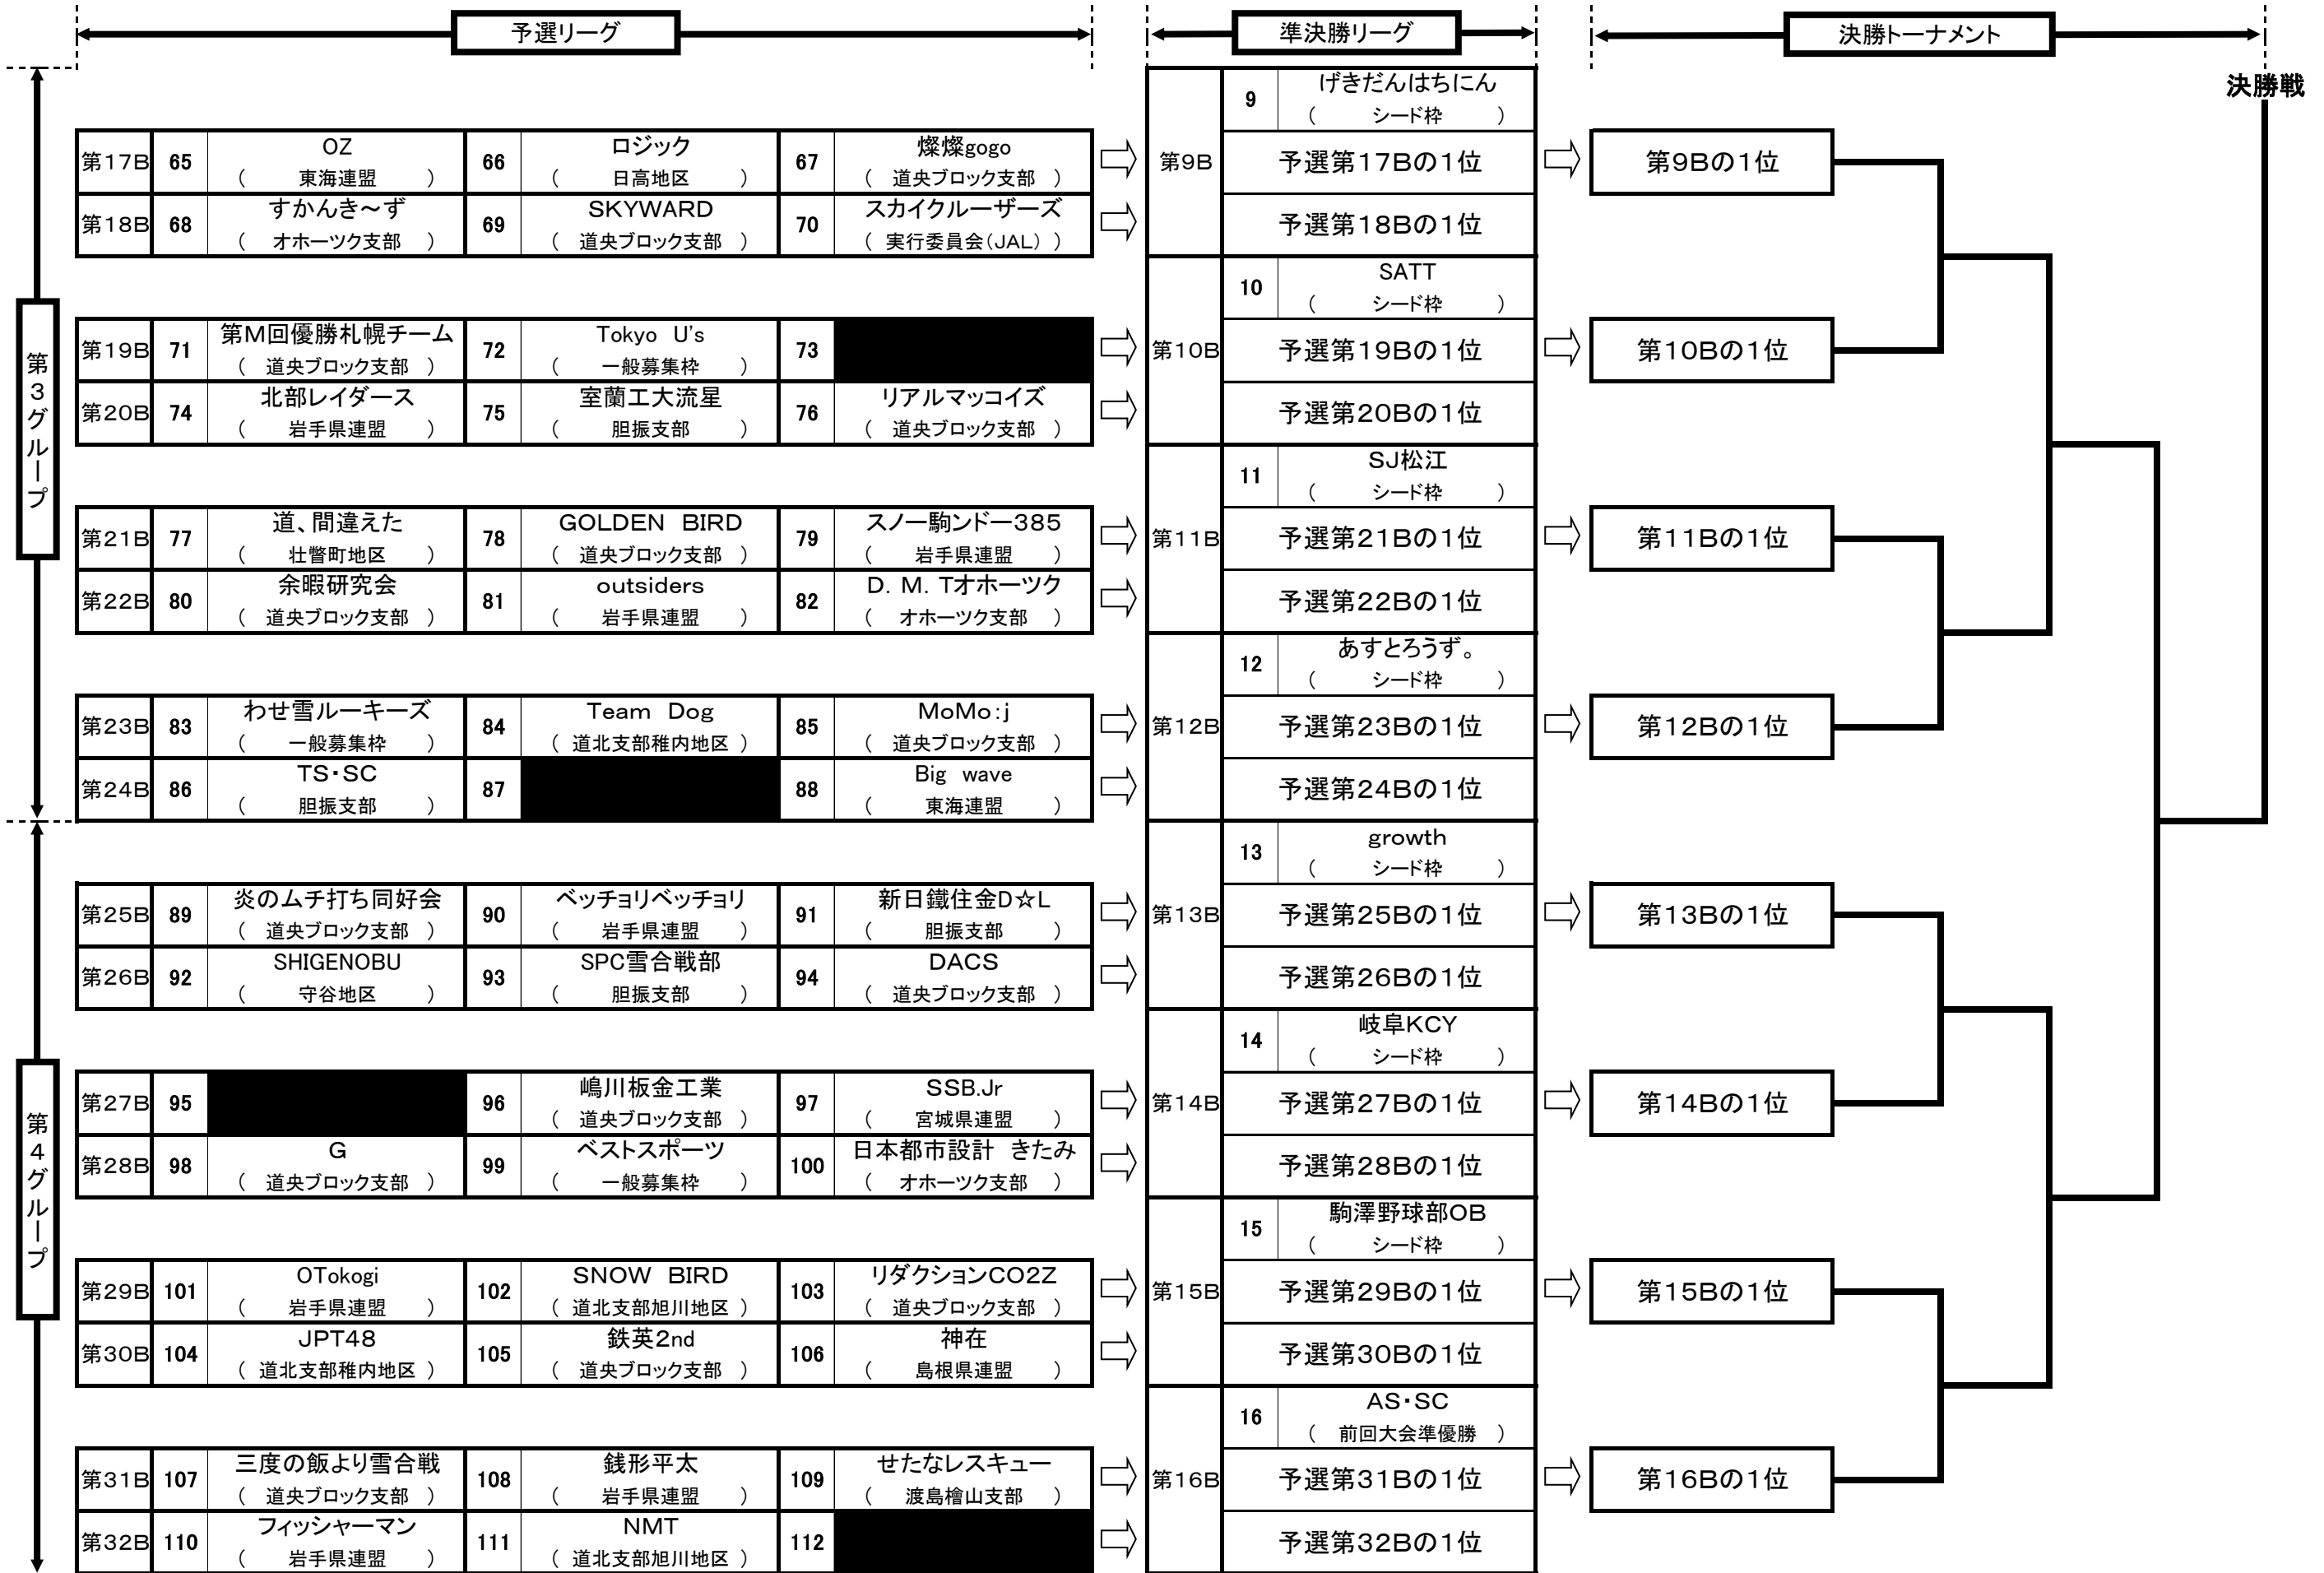 予選リーグ
準決勝リーグ
決勝トーナメント
決勝戦
第3グループ
第17B 65 OZ 66 ロジック 67 燦燦gogo
( 東海連盟 ) ( 日高地区 ) ( 道央ブロック支部 )
第18B 68 すかんき～ず 69 SKYWARD 70 スカイクルーザーズ
( オホーツク支部 ) ( 道央ブロック支部 ) ( 実行委員会(JAL) )
第19B 71 第M回優勝札幌チーム 72 Tokyo U's 73
( 道央ブロック支部 ) ( 一般募集枠 )
第20B 74 北部レイダース 75 室蘭工大流星 76 リアルマッコイズ
( 岩手県連盟 ) ( 胆振支部 ) ( 道央ブロック支部 )
第21B 77 道、間違えた 78 GOLDEN BIRD 79 スノー駒ンドー385
( 壮瞥町地区 ) ( 道央ブロック支部 ) ( 岩手県連盟 )
第22B 80 余暇研究会 81 outsiders 82 D．M．Tオホーツク
( 道央ブロック支部 ) ( 岩手県連盟 ) ( オホーツク支部 )
第23B 83 わせ雪ルーキーズ 84 Team Dog 85 MoMo:j
( 一般募集枠 ) ( 道北支部稚内地区 ) ( 道央ブロック支部 )
第24B 86 TS・SC 87 88 Big wave
( 胆振支部 ) ( 東海連盟 )
第4グループ
第25B 89 炎のムチ打ち同好会 90 ベッチョリベッチョリ 91 新日鐵住金D☆L
( 道央ブロック支部 ) ( 岩手県連盟 ) ( 胆振支部 )
第26B 92 SHIGENOBU 93 SPC雪合戦部 94 DACS
( 守谷地区 ) ( 胆振支部 ) ( 道央ブロック支部 )
第27B 95 96 嶋川板金工業 97 SSB.Jr
( 道央ブロック支部 ) ( 宮城県連盟 )
第28B 98 G 99 ベストスポーツ 100 日本都市設計 きたみ
( 道央ブロック支部 ) ( 一般募集枠 ) ( オホーツク支部 )
第29B 101 OTokogi 102 SNOW BIRD 103 リダクションCO2Z
( 岩手県連盟 ) ( 道北支部旭川地区 ) ( 道央ブロック支部 )
第30B 104 JPT48 105 鉄英2nd 106 神在
( 道北支部稚内地区 ) ( 道央ブロック支部 ) ( 島根県連盟 )
第31B 107 三度の飯より雪合戦 108 銭形平太 109 せたなレスキュー
( 道央ブロック支部 ) ( 岩手県連盟 ) ( 渡島檜山支部 )
第32B 110 フィッシャーマン 111 NMT 112
( 岩手県連盟 ) ( 道北支部旭川地区 )
第9B 9 げきだんはちにん
( シード枠 )
予選第17Bの1位
予選第18Bの1位
第10B 10 SATT
( シード枠 )
予選第19Bの1位
予選第20Bの1位
第11B 11 SJ松江
( シード枠 )
予選第21Bの1位
予選第22Bの1位
第12B 12 あすとろうず。
( シード枠 )
予選第23Bの1位
予選第24Bの1位
第13B 13 growth
( シード枠 )
予選第25Bの1位
予選第26Bの1位
第14B 14 岐阜KCY
( シード枠 )
予選第27Bの1位
予選第28Bの1位
第15B 15 駒澤野球部OB
( シード枠 )
予選第29Bの1位
予選第30Bの1位
第16B 16 AS・SC
( 前回大会準優勝 )
予選第31Bの1位
予選第32Bの1位
第9Bの1位
第10Bの1位
第11Bの1位
第12Bの1位
第13Bの1位
第14Bの1位
第15Bの1位
第16Bの1位